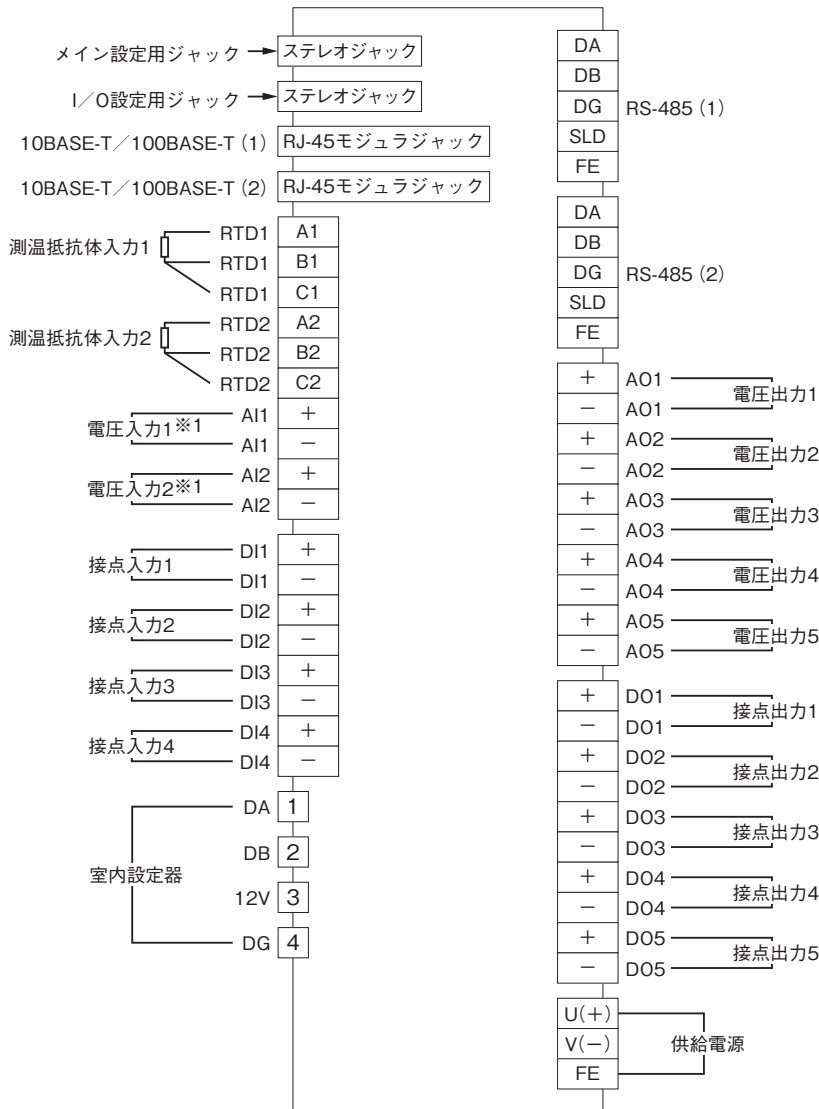 メイン設定用ジャック ステレオジャック
I／O設定用ジャック ステレオジャック
10BASE-T／100BASE-T (1) RJ-45モジュラジャック
10BASE-T／100BASE-T (2) RJ-45モジュラジャック
測温抵抗体入力1
RTD1 A1
RTD1 B1
RTD1 C1
測温抵抗体入力2
RTD2 A2
RTD2 B2
RTD2 C2
電圧入力1※1
AI1 +
AI1 −
電圧入力2※1
AI2 +
AI2 −
接点入力1
DI1 +
DI1 −
接点入力2
DI2 +
DI2 −
接点入力3
DI3 +
DI3 −
接点入力4
DI4 +
DI4 −
室内設定器
DA 1
DB 2
12V 3
DG 4
DA
DB
DG
SLD
FE
RS-485 (1)
DA
DB
DG
SLD
FE
RS-485 (2)
+ AO1
− AO1
電圧出力1
+ AO2
− AO2
電圧出力2
+ AO3
− AO3
電圧出力3
+ AO4
− AO4
電圧出力4
+ AO5
− AO5
電圧出力5
+ DO1
− DO1
接点出力1
+ DO2
− DO2
接点出力2
+ DO3
− DO3
接点出力3
+ DO4
− DO4
接点出力4
+ DO5
− DO5
接点出力5
U(+)
V(−)
FE
供給電源